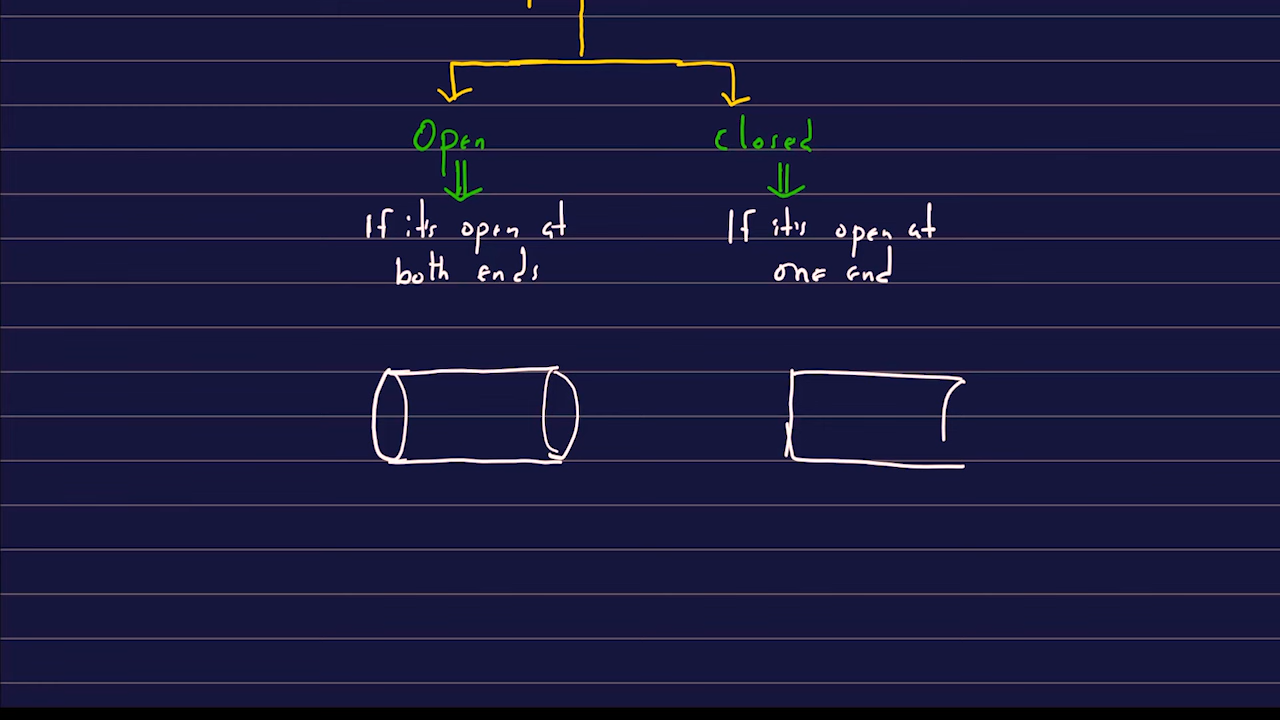 Open
closed
If it's open at
both ends
If it's open at
one end